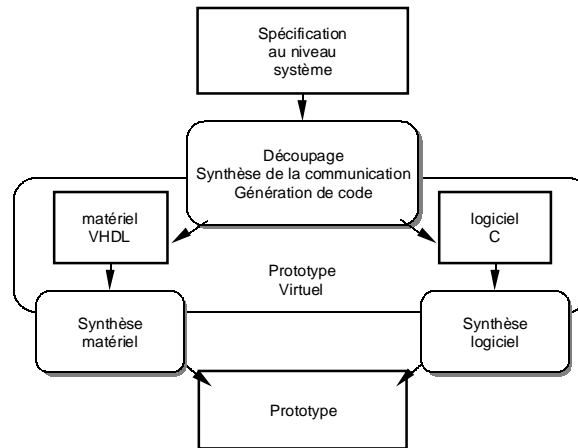 Spécification
au niveau
système
Découpage
Synthèse de la communication
Génération de code
matériel
VHDL
logiciel
C
Prototype
Virtuel
Synthèse
matériel
Synthèse
logiciel
Prototype